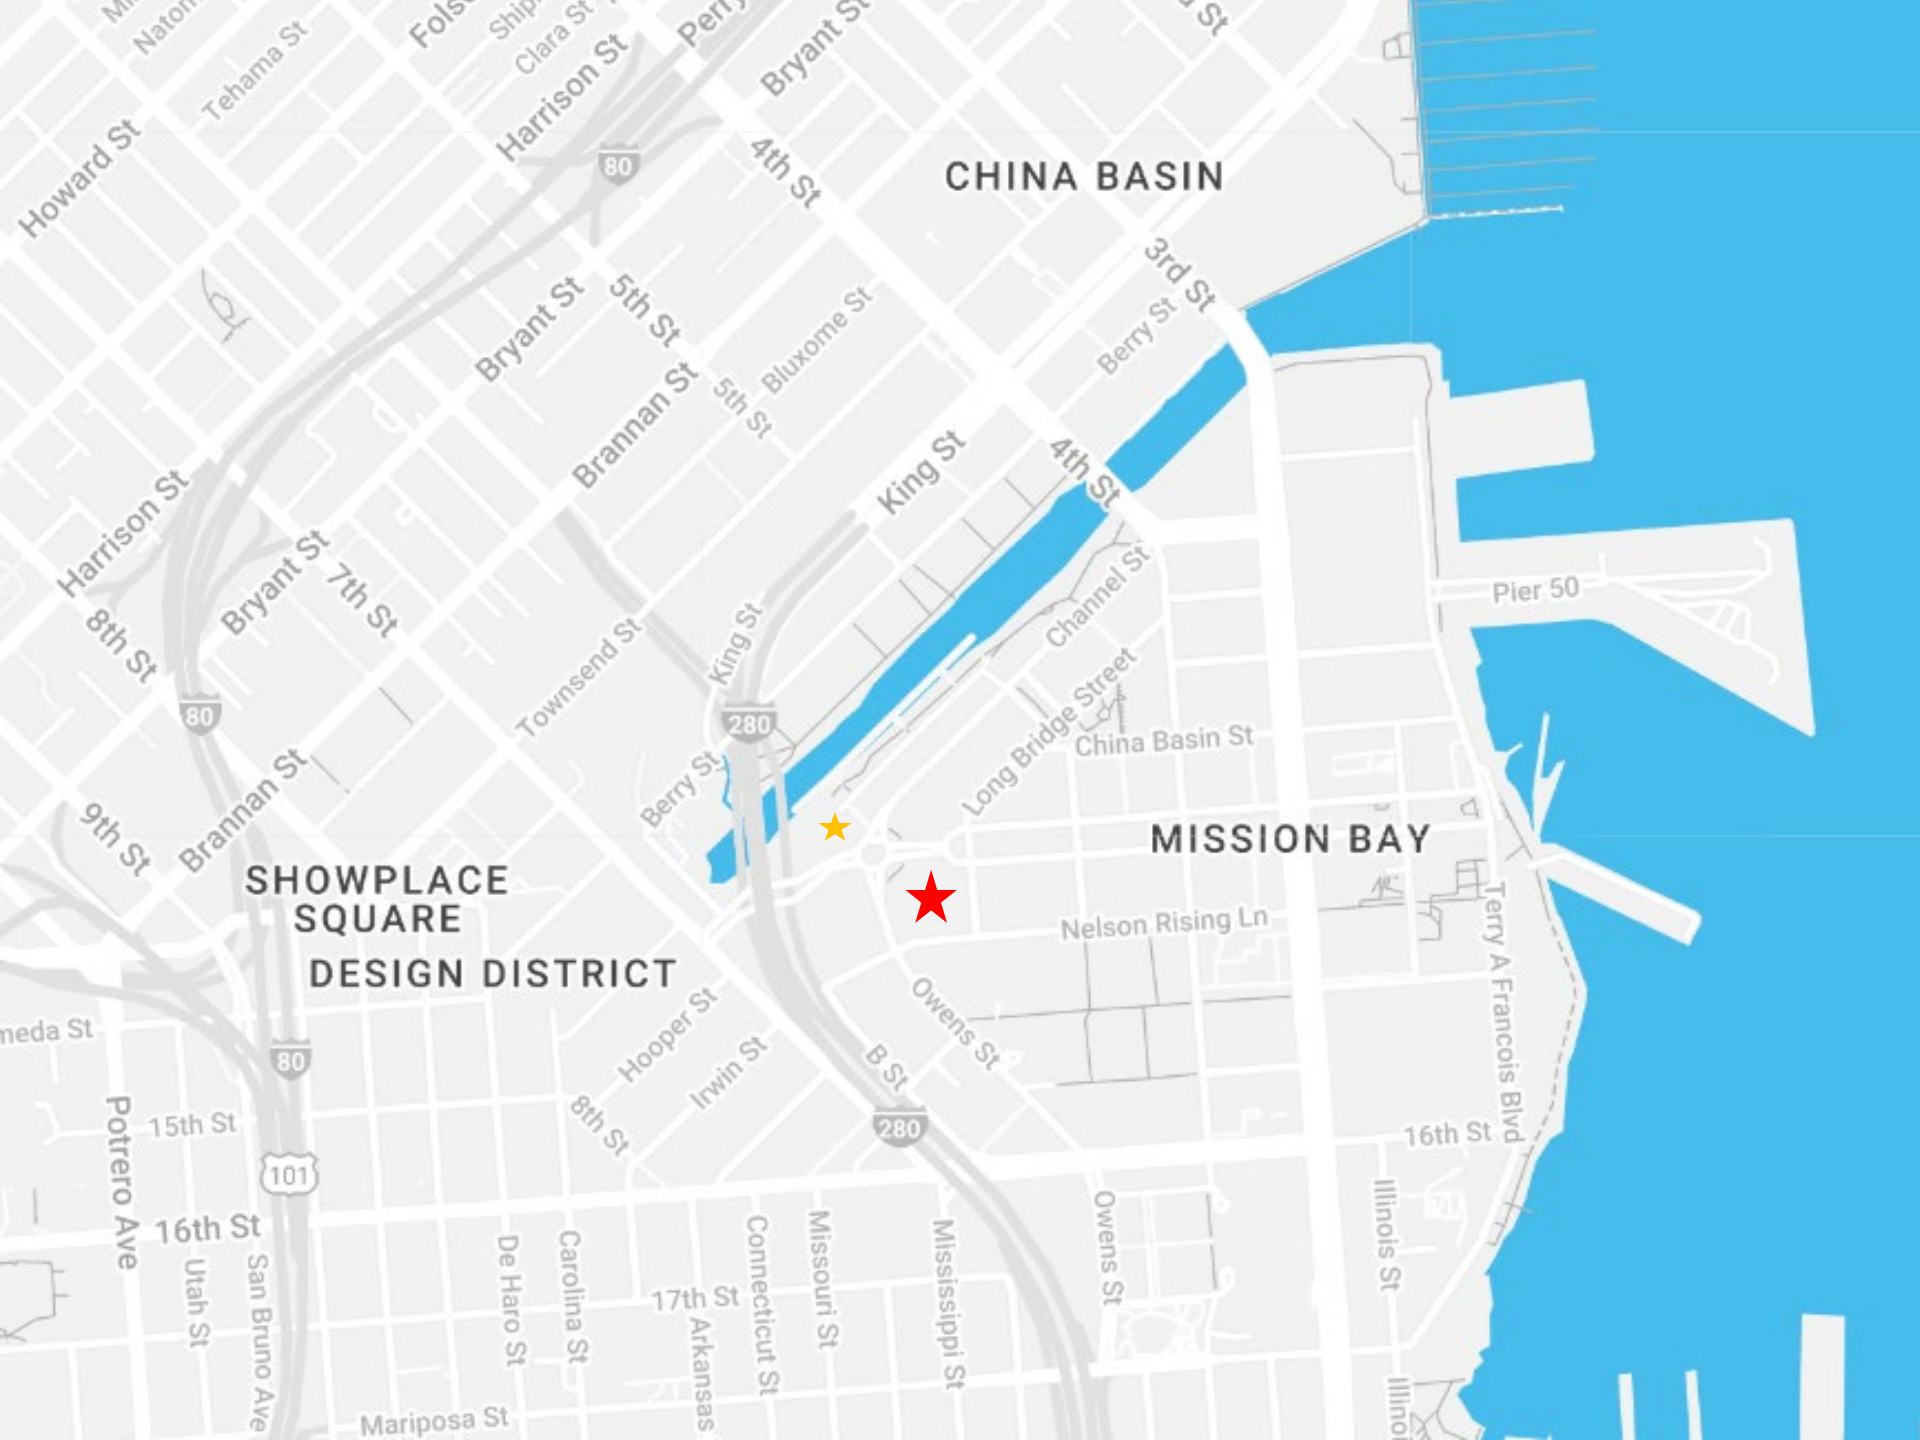 Natom
Tehama St
Howard St
Folso
Ship
Clara St
Harrison St
Perry
Bryant St
d St
80
4th St
CHINA BASIN
3rd St
Berry St
Bryant St
5th St
Bluxome St
5th St
Brannan St
King St
4th St
Harrison St
Bryant St
7th St
8th St
80
Townsend St
King St
280
Channel St
Long Bridge Street
Pier 50
China Basin St
Berry St
Brannan St
9th St
MISSION BAY
SHOWPLACE
SQUARE
DESIGN DISTRICT
Nelson Rising Ln
Terry A Francois Blvd
Hooper St
Owens St
meda St
80
Irwin St
B St
8th St
280
15th St
16th St
Potrero Ave
101
16th St
Utah St
San Bruno Ave
De Haro St
Carolina St
17th St
Arkansas
Connecticut St
Missouri St
Mississippi St
Owens St
Illinois St
Illinoi
Mariposa St